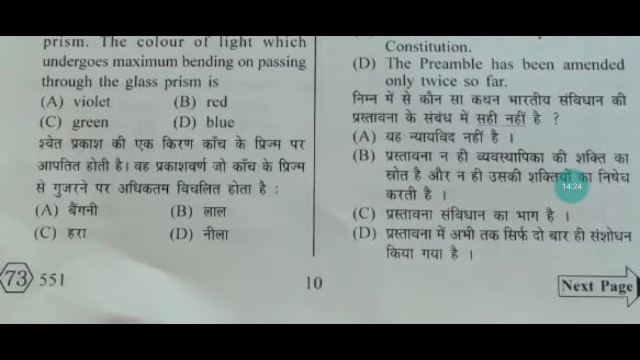 prism. The colour of light which
undergoes maximum bending on passing
through the glass prism is
(A) violet (B) red
(C) green (D) blue
श्वेत प्रकाश की एक किरण काँच के प्रिज्म पर
आपतित होती है। वह प्रकाशवर्ण जो काँच के प्रिज्म
से गुजरने पर अधिकतम विचलित होता है :
(A) बैंगनी (B) लाल
(C) हरा (D) नीला
Constitution.
(D) The Preamble has been amended
only twice so far.
निम्न में से कौन सा कथन भारतीय संविधान की
प्रस्तावना के संबंध में सही नहीं है ?
(A) यह न्यायविद नहीं है ।
(B) प्रस्तावना न ही व्यवस्थापिका की शक्ति का
स्रोत है और न ही उसकी शक्तियों का निषेध
करती है ।
(C) प्रस्तावना संविधान का भाग है ।
(D) प्रस्तावना में अभी तक सिर्फ दो बार ही संशोधन
किया गया है ।
14:24
73 551
10
Next Page